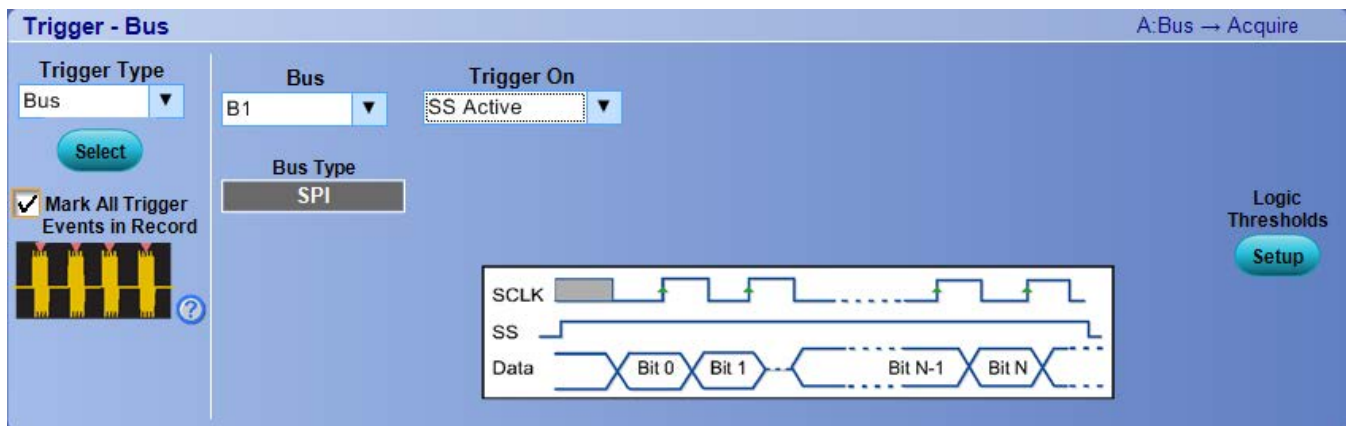 Trigger - Bus
A:Bus → Acquire
Trigger Type
Bus
Select
Mark All Trigger
Events in Record
?
Bus
B1
Bus Type
SPI
Trigger On
SS Active
Logic
Thresholds
Setup
SCLK
SS
Data Bit 0 Bit 1 Bit N-1 Bit N